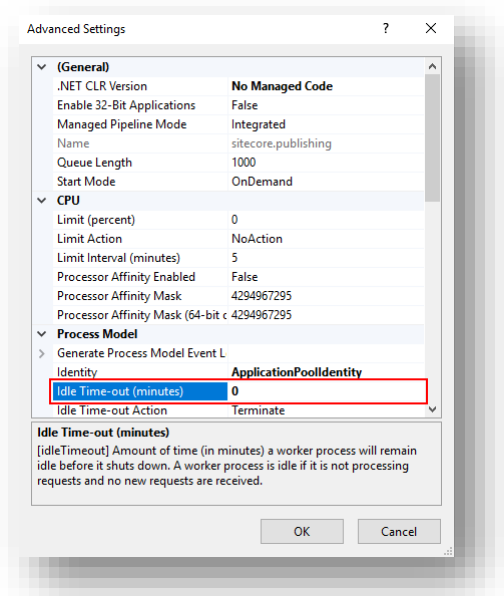 Advanced Settings ? ×
(General)
.NET CLR Version No Managed Code
Enable 32-Bit Applications False
Managed Pipeline Mode Integrated
Name sitecore.publishing
Queue Length 1000
Start Mode OnDemand
CPU
Limit (percent) 0
Limit Action NoAction
Limit Interval (minutes) 5
Processor Affinity Enabled False
Processor Affinity Mask 4294967295
Processor Affinity Mask (64-bit c 4294967295
Process Model
Generate Process Model Event L
Identity ApplicationPoolIdentity
Idle Time-out (minutes) 0
Idle Time-out Action Terminate
Idle Time-out (minutes)
[idleTimeout] Amount of time (in minutes) a worker process will remain
idle before it shuts down. A worker process is idle if it is not processing
requests and no new requests are received.
OK Cancel